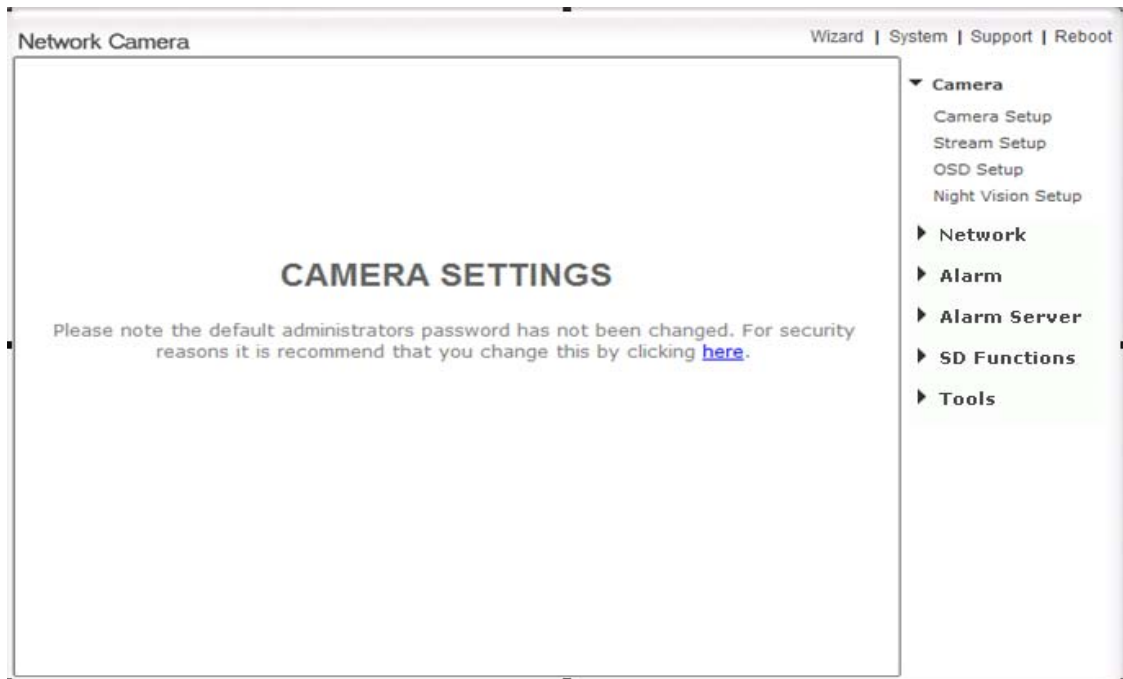 Network Camera
Wizard | System | Support | Reboot
CAMERA SETTINGS
Please note the default administrators password has not been changed. For security
reasons it is recommend that you change this by clicking here.
Camera
Camera Setup
Stream Setup
OSD Setup
Night Vision Setup
Network
Alarm
Alarm Server
SD Functions
Tools